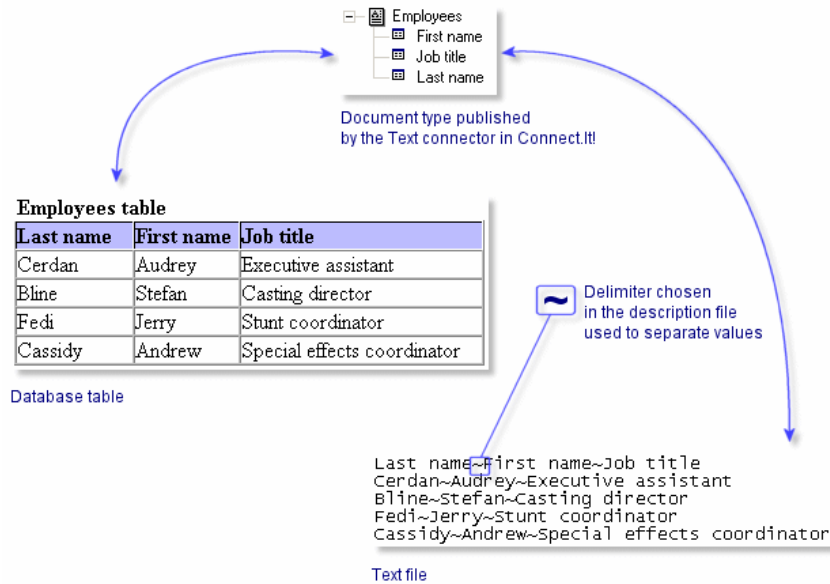 Employees
First name
Job title
Last name
Document type published
by the Text connector in Connect.It!
Employees table
Last name First name Job title
Cerdan Audrey Executive assistant
Bline Stefan Casting director
Fedi Jerry Stunt coordinator
Cassidy Andrew Special effects coordinator
Database table
~
Delimiter chosen
in the description file
used to separate values
Last name~First name~Job title
Cerdan~Audrey~Executive assistant
Bline~Stefan~Casting director
Fedi~Jerry~Stunt coordinator
Cassidy~Andrew~Special effects coordinator
Text file